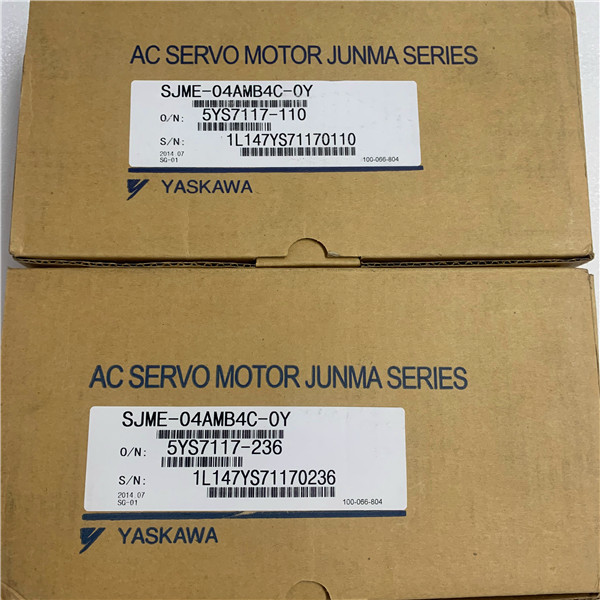 AC SERVO MOTOR JUNMA SERIES
SJME-04AMB4C-0Y
O/N: 5YS7117-110
S/N: 1L147YS71170110
2014.07
SG-01
100-066-804
YASKAWA
AC SERVO MOTOR JUNMA SERIES
SJME-04AMB4C-0Y
O/N: 5YS7117-236
S/N: 1L147YS71170236
2014.07
SG-01
100-066-804
YASKAWA